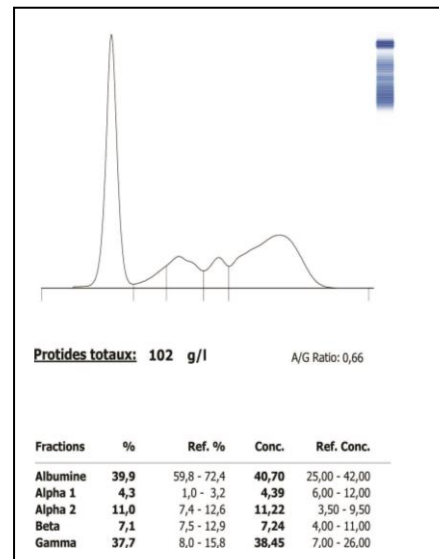 Protides totaux: 102 g/l A/G Ratio: 0,66
Fractions % Ref. % Conc. Ref. Conc.
Albumine 39,9 59,8 - 72,4 40,70 25,00 - 42,00
Alpha 1 4,3 1,0 - 3,2 4,39 6,00 - 12,00
Alpha 2 11,0 7,4 - 12,6 11,22 3,50 - 9,50
Beta 7,1 7,5 - 12,9 7,24 4,00 - 11,00
Gamma 37,7 8,0 - 15,8 38,45 7,00 - 26,00